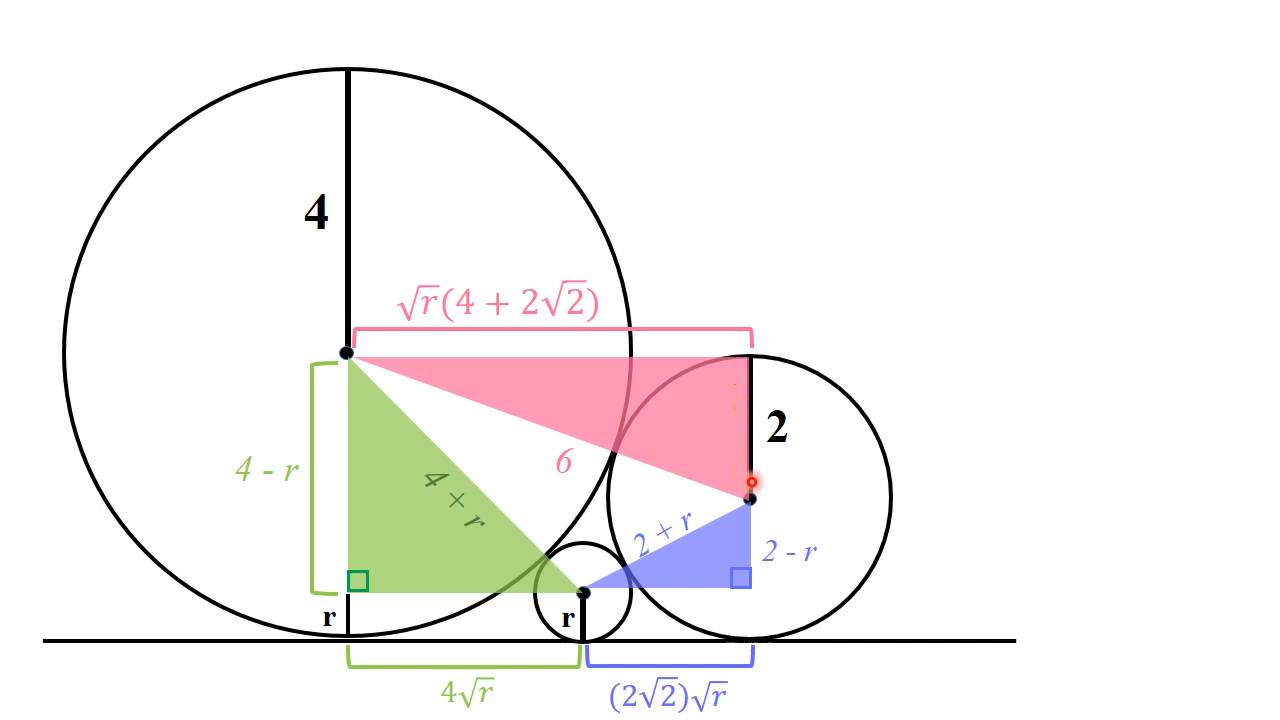 4
√r(4 + 2√2)
2
4 - r
4 + r
6
2 + r
2 - r
r
r
4√r
(2√2)√r